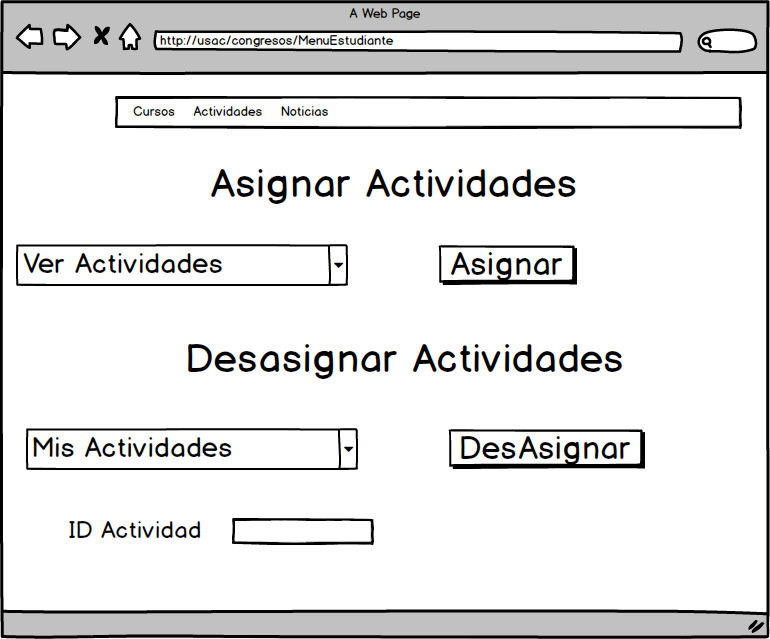 A Web Page
http://usac/congresos/MenuEstudiante
Cursos Actividades Noticias
Asignar Actividades
Ver Actividades Asignar
Desasignar Actividades
Mis Actividades DesAsignar
ID Actividad